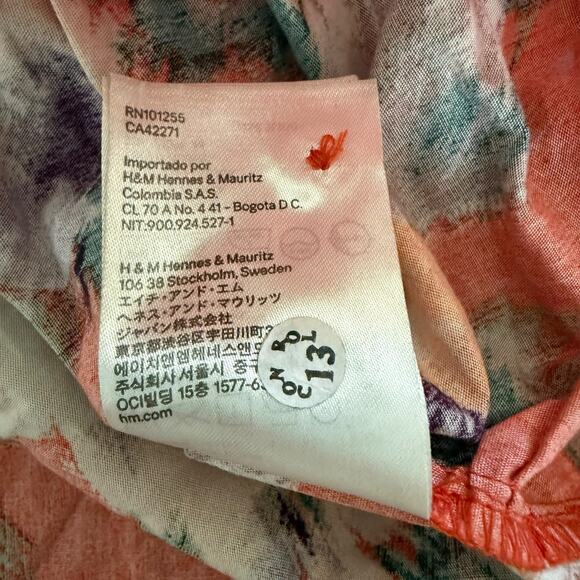 RN101255
CA42271
Importado por
H&M Hennes & Mauritz
Colombia S.A.S.
CL 70 A No. 4 41 - Bogota D C.
NIT:900.924.527-1
H & M Hennes & Mauritz
106 38 Stockholm, Sweden
エイチ・アンド・エム
ヘネス・アンド・マウリッツ
ジャパン株式会社
東京都渋谷区宇田川町3
에이치앤엠헤네스앤
주식회사 서울시 중
OCI빌딩 15층 1577-6
hm.com
13